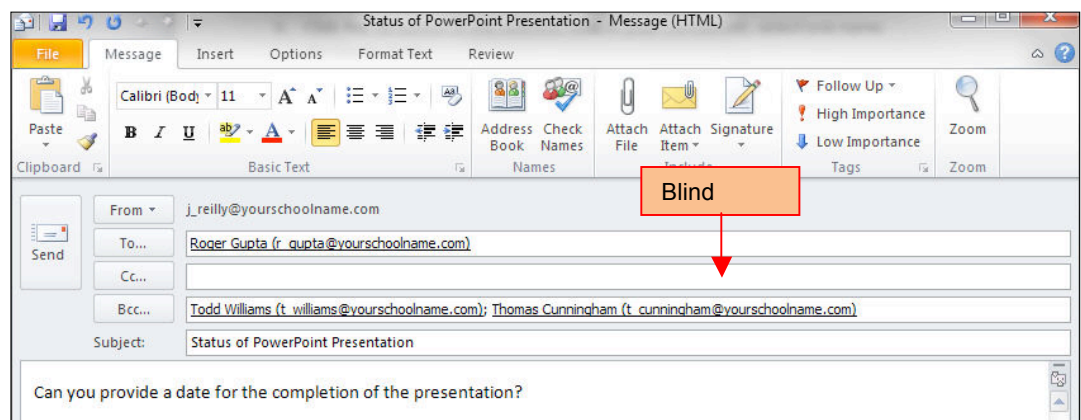 Status of PowerPoint Presentation - Message (HTML)
File Message Insert Options Format Text Review
Calibri (Body 11
Paste
B I U
Address Book
Check Names
Attach File
Attach Item
Signature
Follow Up
High Importance
Low Importance
Zoom
Clipboard Basic Text Names Include Tags Zoom
Blind
From j_reilly@yourschoolname.com
Send
To... Roger Gupta (r_gupta@yourschoolname.com)
Cc...
Bcc... Todd Williams (t_williams@yourschoolname.com); Thomas Cunningham (t_cunningham@yourschoolname.com)
Subject: Status of PowerPoint Presentation
Can you provide a date for the completion of the presentation?